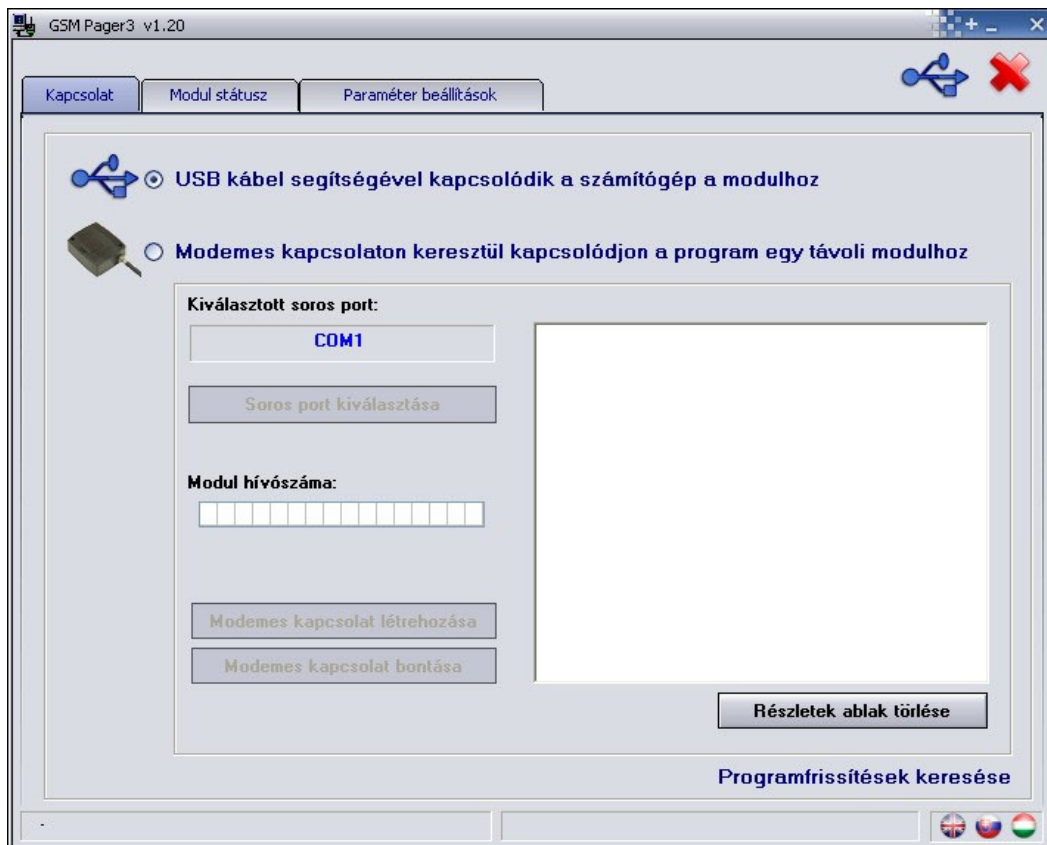 GSM Pager3 v1.20
Kapcsolat
Modul státusz
Paraméter beállítások
USB kábel segítségével kapcsolódik a számítógép a modulhoz
Modemes kapcsolaton keresztül kapcsolódjon a program egy távoli modulhoz
Kiválasztott soros port:
COM1
Soros port kiválasztása
Modul hívószáma:
Modemes kapcsolat létrehozása
Modemes kapcsolat bontása
Részletek ablak törlése
Programfrissítések keresése
-